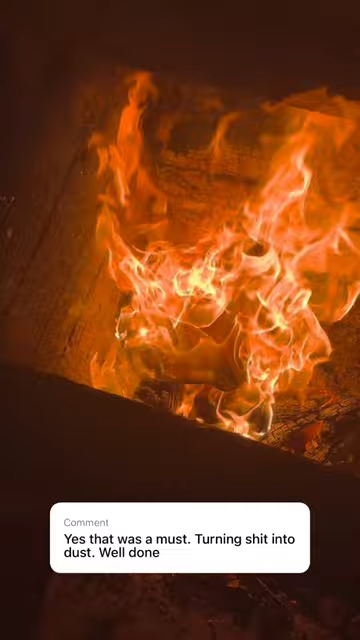 Comment
Yes that was a must. Turning shit into
dust. Well done